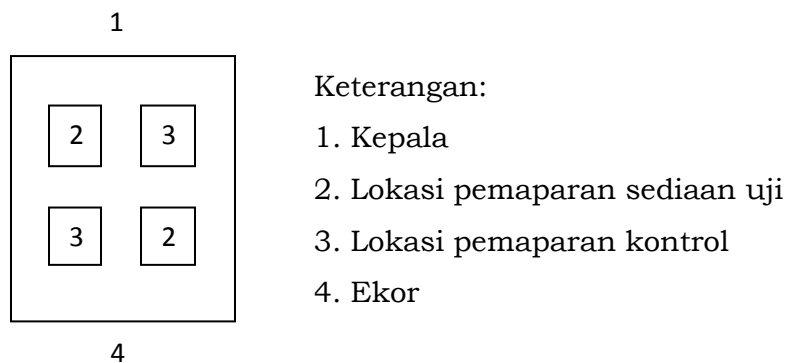 1
2 3
3 2
4
Keterangan:
1. Kepala
2. Lokasi pemaparan sediaan uji
3. Lokasi pemaparan kontrol
4. Ekor